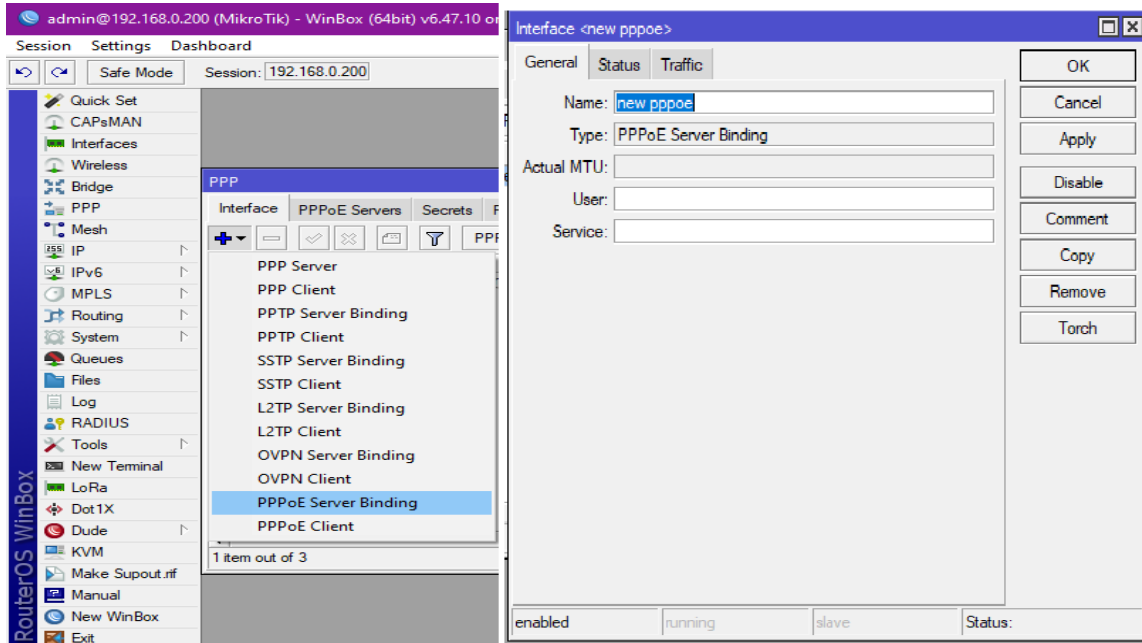 admin@192.168.0.200 (MikroTik) - WinBox (64bit) v6.47.10 or
Session Settings Dashboard
Safe Mode Session: 192.168.0.200
Quick Set
CAPsMAN
Interfaces
Wireless
Bridge
PPP
Mesh
IP
IPv6
MPLS
Routing
System
Queues
Files
Log
RADIUS
Tools
New Terminal
LoRa
Dot1X
Dude
KVM
Make Supout.rif
Manual
New WinBox
Exit
RouterOS WinBox
PPP
Interface PPPoE Servers Secrets
PPP Server
PPP Client
PPTP Server Binding
PPTP Client
SSTP Server Binding
SSTP Client
L2TP Server Binding
L2TP Client
OVPN Server Binding
OVPN Client
PPPoE Server Binding
PPPoE Client
1 item out of 3
Interface <new pppoe>
General Status Traffic
Name: new pppoe
Type: PPPoE Server Binding
Actual MTU:
User:
Service:
OK
Cancel
Apply
Disable
Comment
Copy
Remove
Torch
enabled running slave Status: